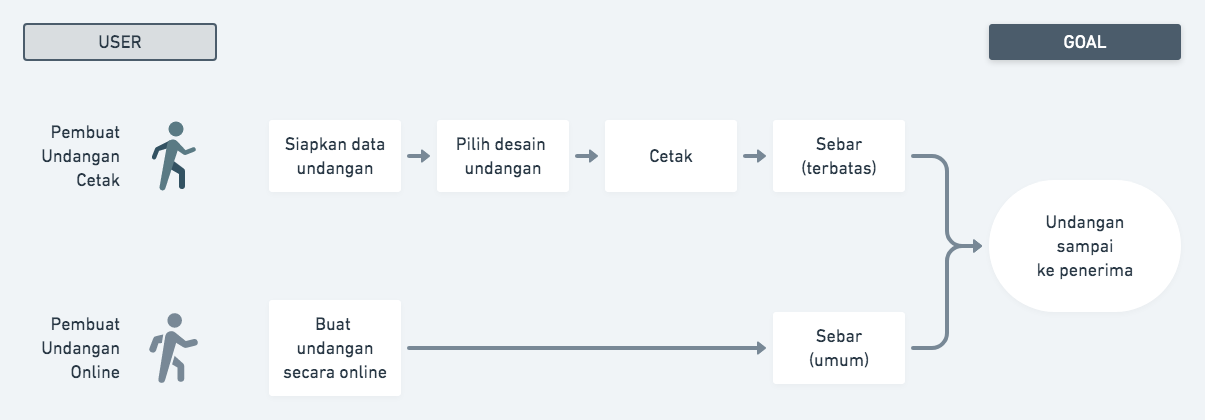 USER
GOAL
Pembuat
Undangan
Cetak
Siapkan data
undangan
Pilih desain
undangan
Cetak
Sebar
(terbatas)
Undangan
sampai
ke penerima
Pembuat
Undangan
Online
Buat
undangan
secara online
Sebar
(umum)